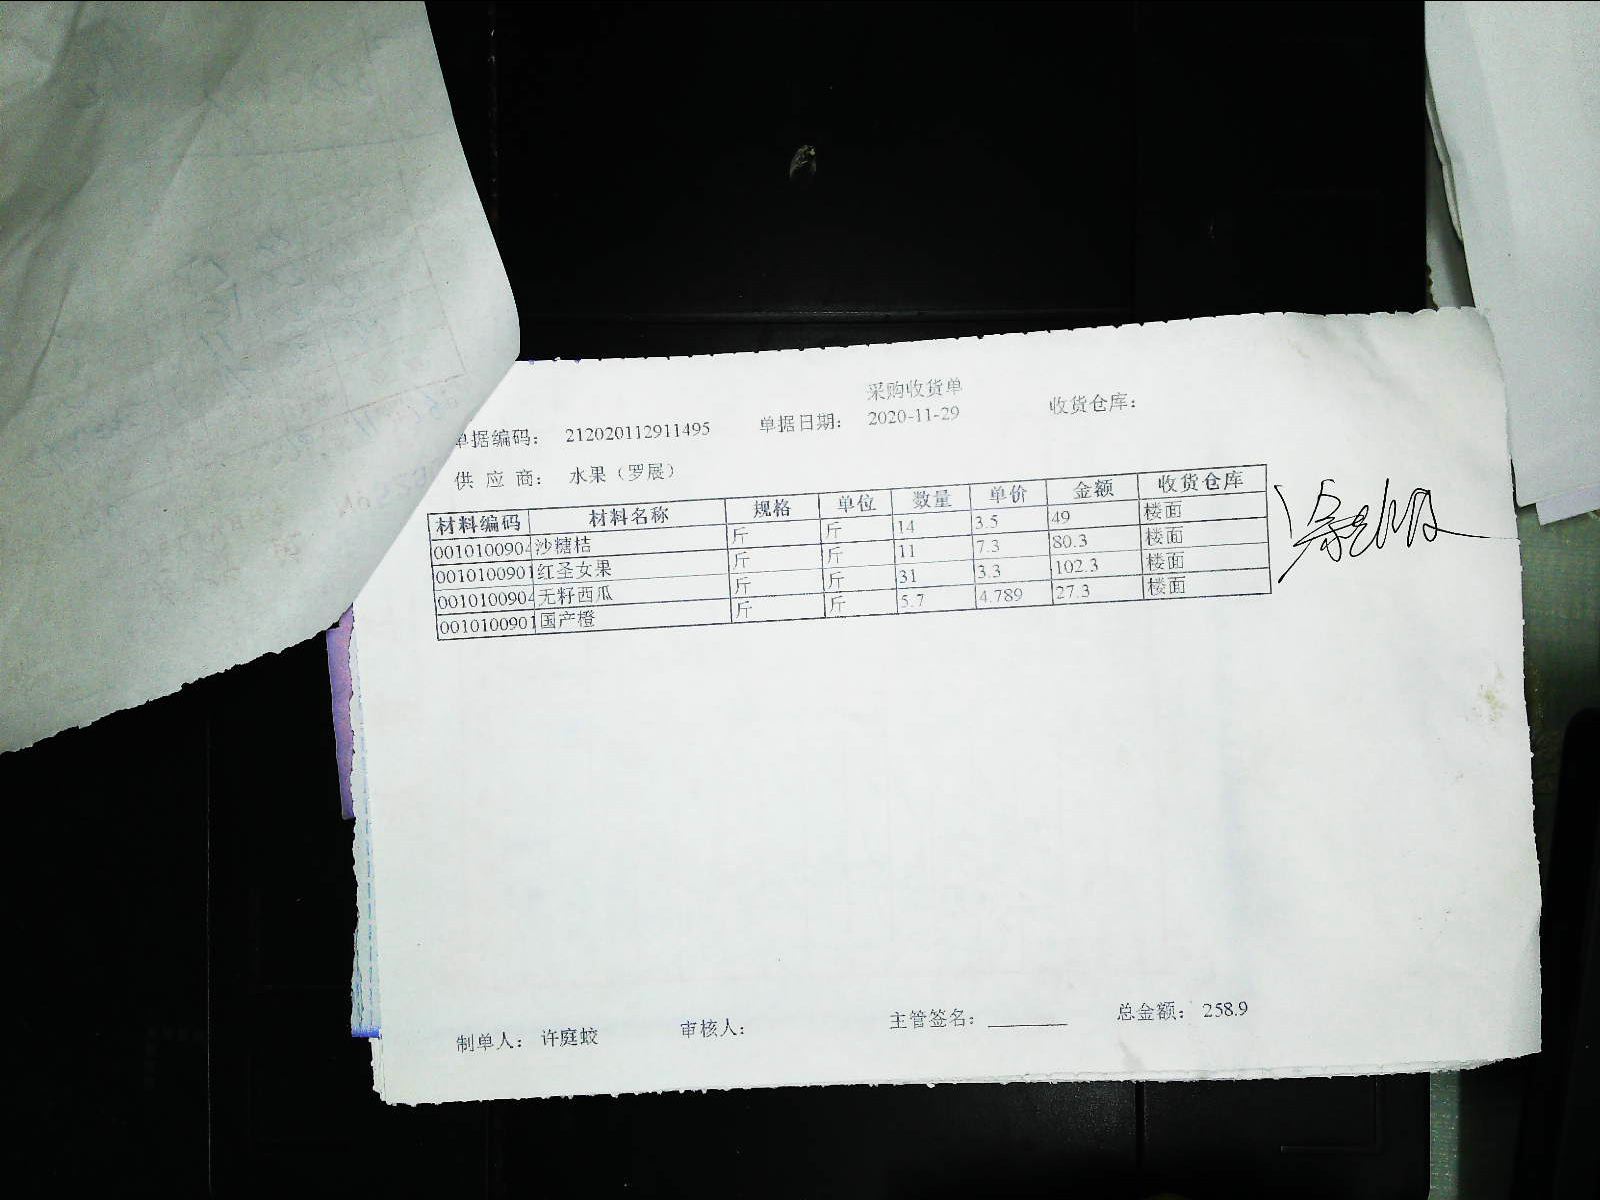 采购收货单
单据编码： 212020112911495 单据日期： 2020-11-29 收货仓库：
供 应 商： 水果（罗展）
材料编码 材料名称 规格 单位 数量 单价 金额 收货仓库
0010100904 沙糖桔 斤 斤 14 3.5 49 楼面
0010100901 红圣女果 斤 斤 11 7.3 80.3 楼面
0010100904 无籽西瓜 斤 斤 31 3.3 102.3 楼面
0010100901 国产橙 斤 斤 5.7 4.789 27.3 楼面
制单人： 许庭蛟 审核人： 主管签名： 总金额： 258.9